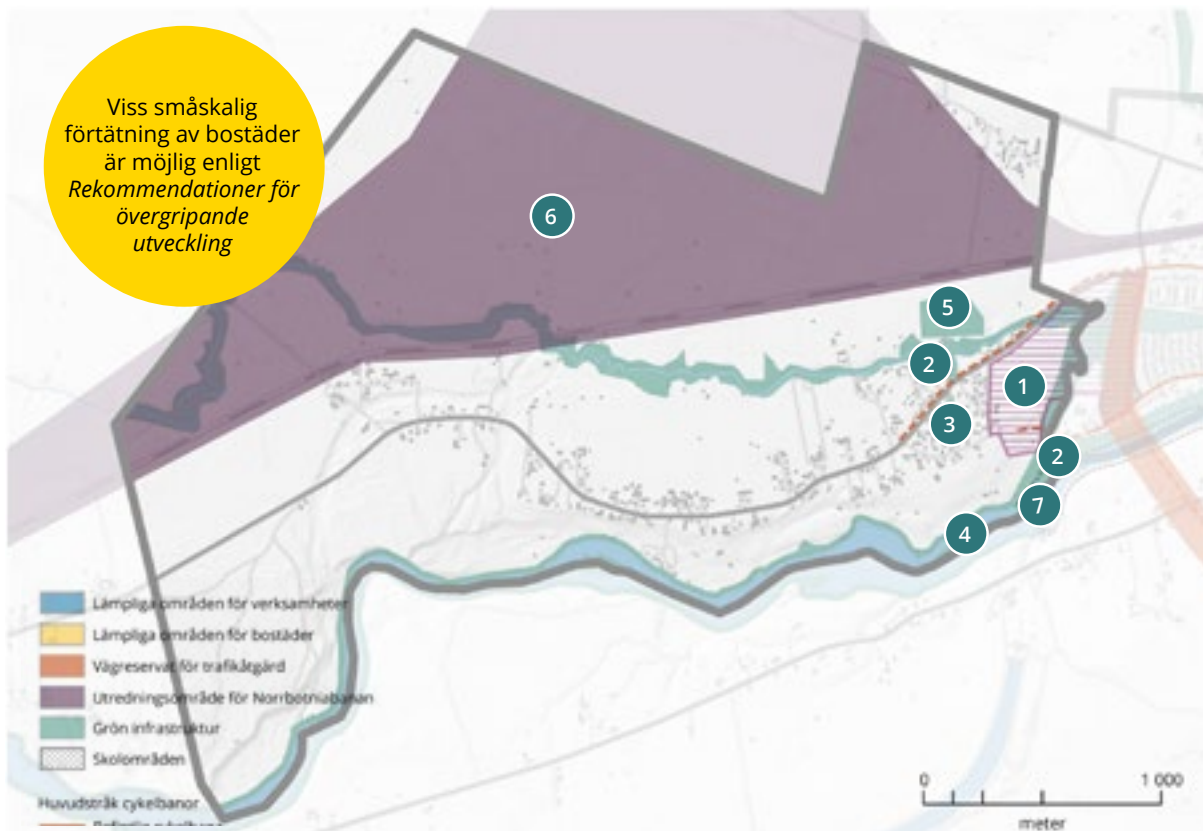 Viss småskalig
förtätning av bostäder
är möjlig enligt
Rekommendationer för
övergripande
utveckling
6
5
2
1
3
2
7
4
Lämpliga områden för verksamheter
Lämpliga områden för bostäder
Vägreservat för trafikåtgärd
Utredningsområde för Norrbotniabanan
Grön infrastruktur
Skolområden
Huvudstråk cykelbanor
0 1 000
meter